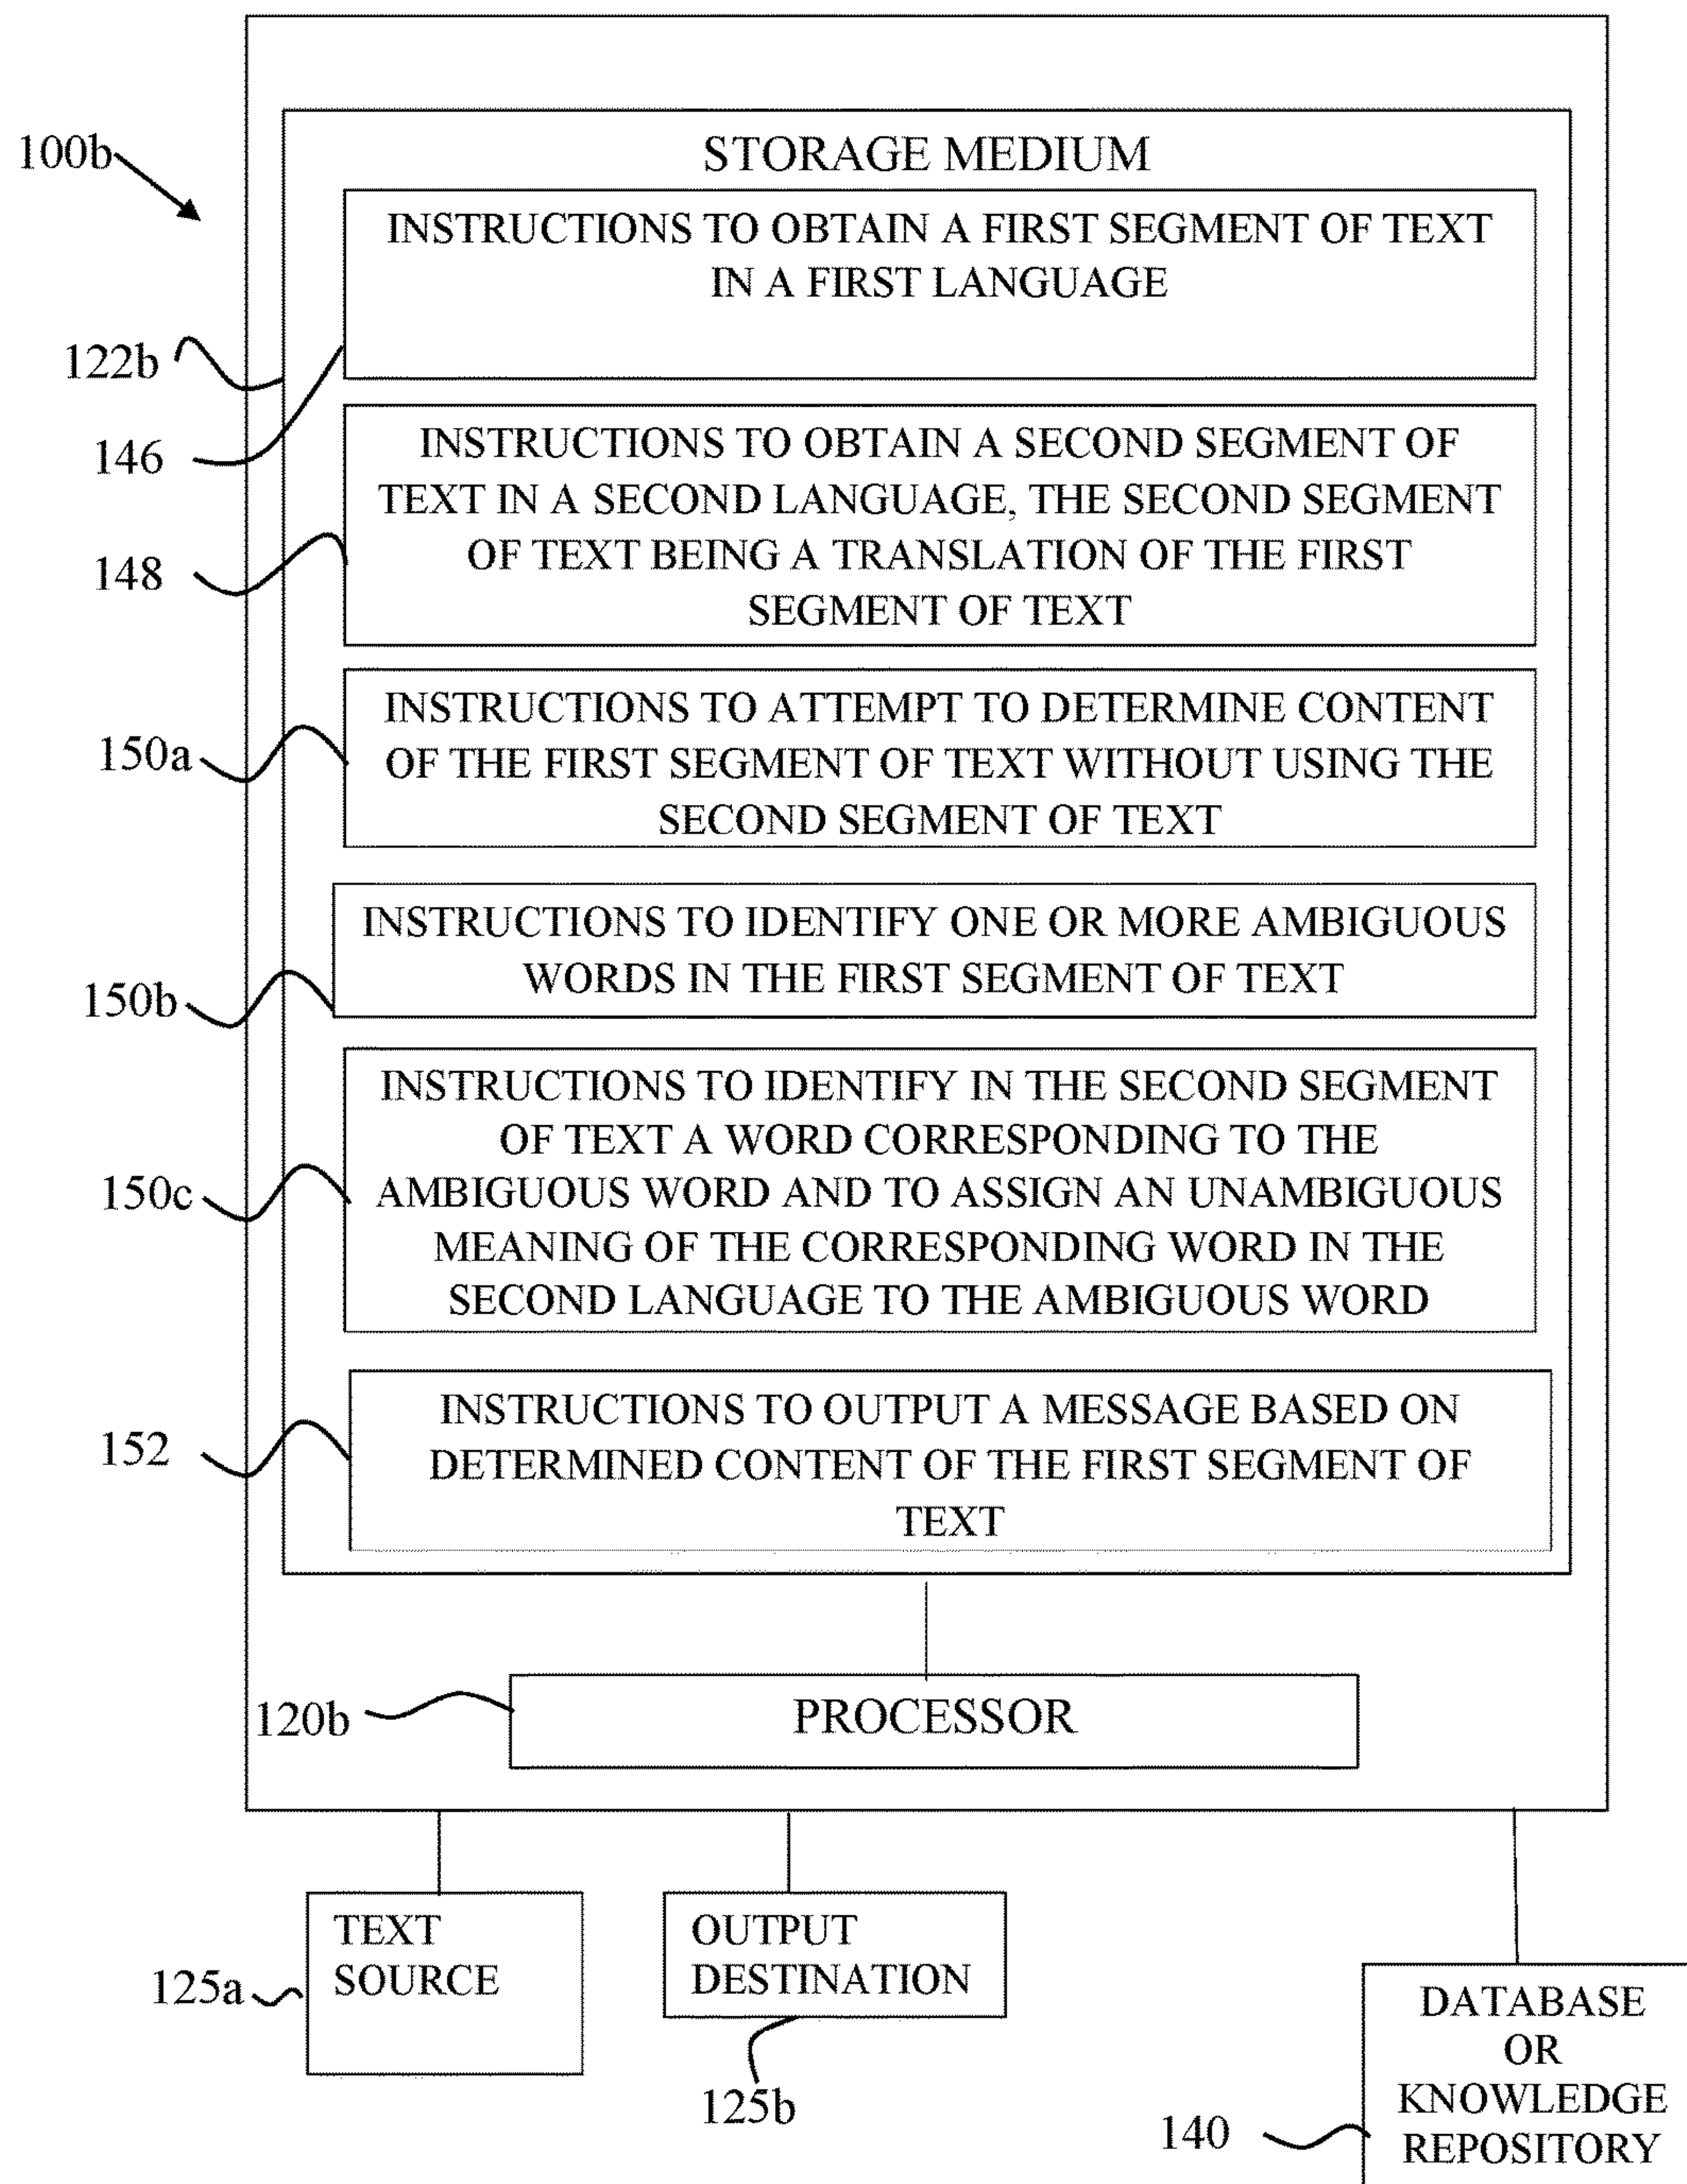 100b
STORAGE MEDIUM
INSTRUCTIONS TO OBTAIN A FIRST SEGMENT OF TEXT
IN A FIRST LANGUAGE
122b
146
INSTRUCTIONS TO OBTAIN A SECOND SEGMENT OF
TEXT IN A SECOND LANGUAGE, THE SECOND SEGMENT
OF TEXT BEING A TRANSLATION OF THE FIRST
SEGMENT OF TEXT
148
INSTRUCTIONS TO ATTEMPT TO DETERMINE CONTENT
OF THE FIRST SEGMENT OF TEXT WITHOUT USING THE
SECOND SEGMENT OF TEXT
150a
INSTRUCTIONS TO IDENTIFY ONE OR MORE AMBIGUOUS
WORDS IN THE FIRST SEGMENT OF TEXT
150b
INSTRUCTIONS TO IDENTIFY IN THE SECOND SEGMENT
OF TEXT A WORD CORRESPONDING TO THE
AMBIGUOUS WORD AND TO ASSIGN AN UNAMBIGUOUS
MEANING OF THE CORRESPONDING WORD IN THE
SECOND LANGUAGE TO THE AMBIGUOUS WORD
150c
INSTRUCTIONS TO OUTPUT A MESSAGE BASED ON
DETERMINED CONTENT OF THE FIRST SEGMENT OF
TEXT
152
PROCESSOR
120b
TEXT
SOURCE
125a
OUTPUT
DESTINATION
125b
DATABASE
OR
KNOWLEDGE
REPOSITORY
140